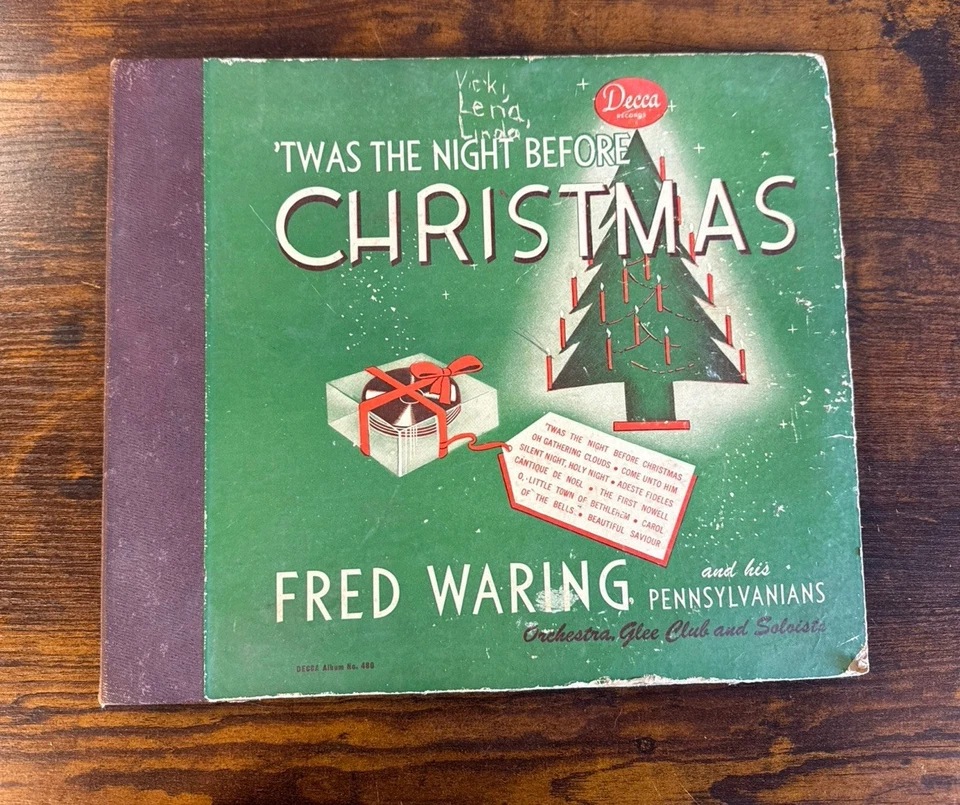 Vicki
Lena,
Linda
Decca
RECORDS
'TWAS THE NIGHT BEFORE
CHRISTMAS
'TWAS THE NIGHT BEFORE CHRISTMAS
OH GATHERING CLOUDS • COME UNTO HIM
SILENT NIGHT, HOLY NIGHT • ADESTE FIDELES
CANTIQUE DE NOEL • THE FIRST NOWELL
O, LITTLE TOWN OF BETHLEHEM • CAROL
OF THE BELLS • BEAUTIFUL SAVIOUR
FRED WARING and his
PENNSYLVANIANS
Orchestra, Glee Club and Soloists
DECCA Album No. 480